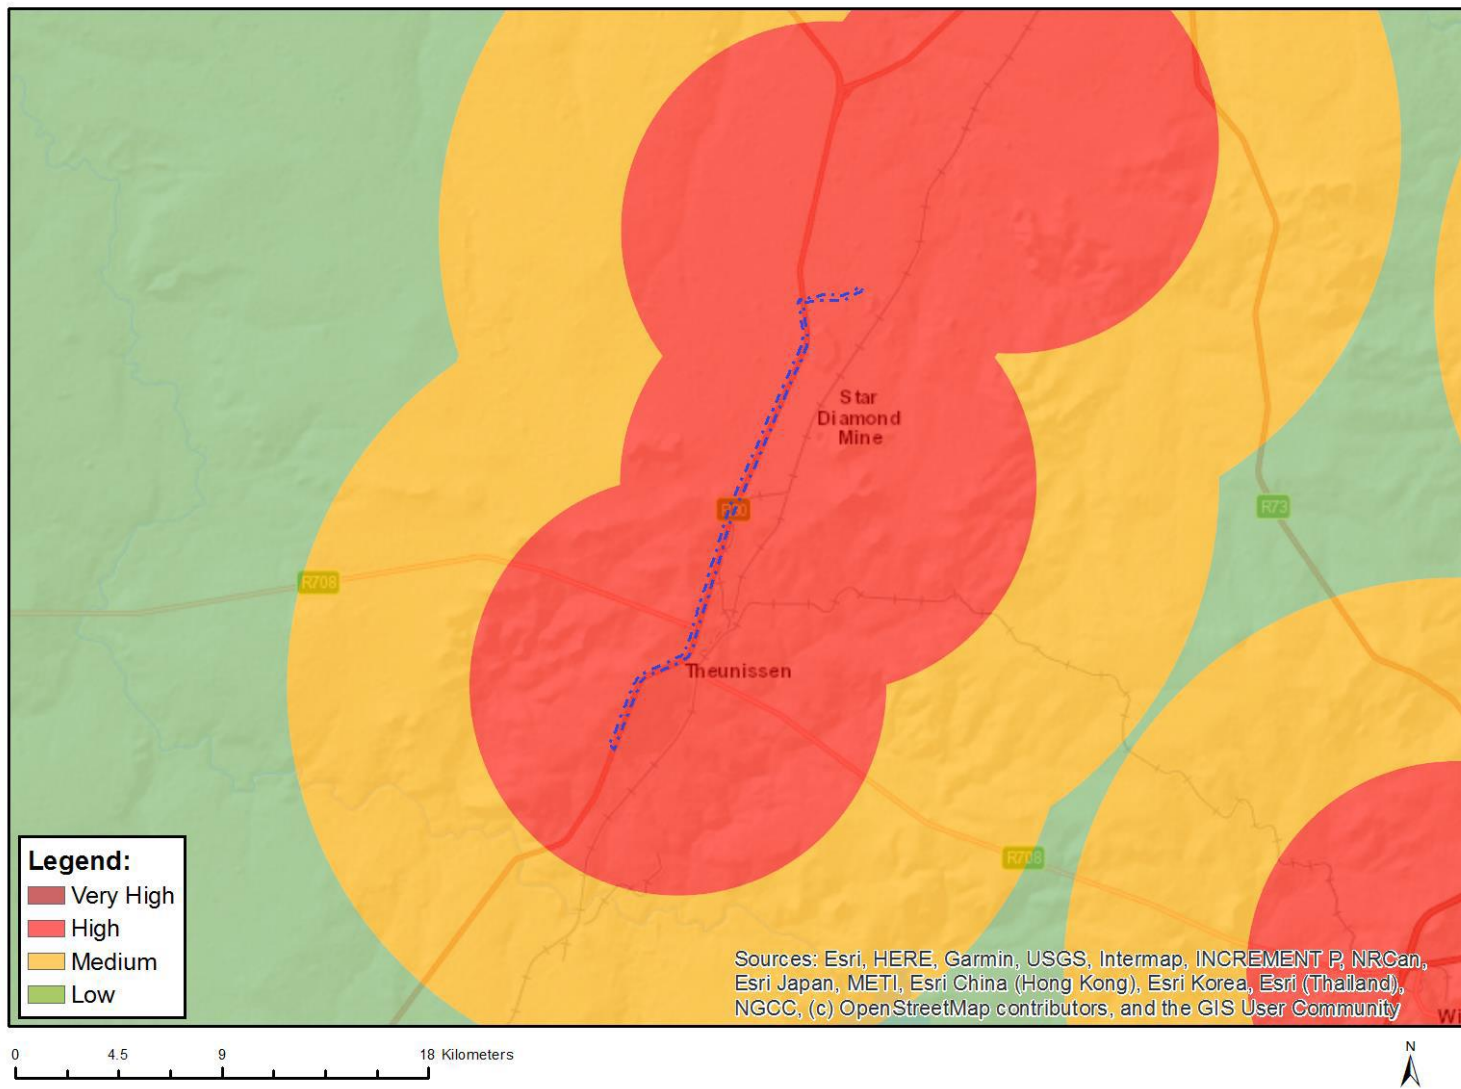 Star
Diamond
Mine
R73
R708
Theunissen
R708
Legend:
Very High
High
Medium
Low
Sources: Esri, HERE, Garmin, USGS, Intermap, INCREMENT P, NRCan,
Esri Japan, METI, Esri China (Hong Kong), Esri Korea, Esri (Thailand),
NGCC, (c) OpenStreetMap contributors, and the GIS User Community
Wi
0 4.5 9 18 Kilometers
N